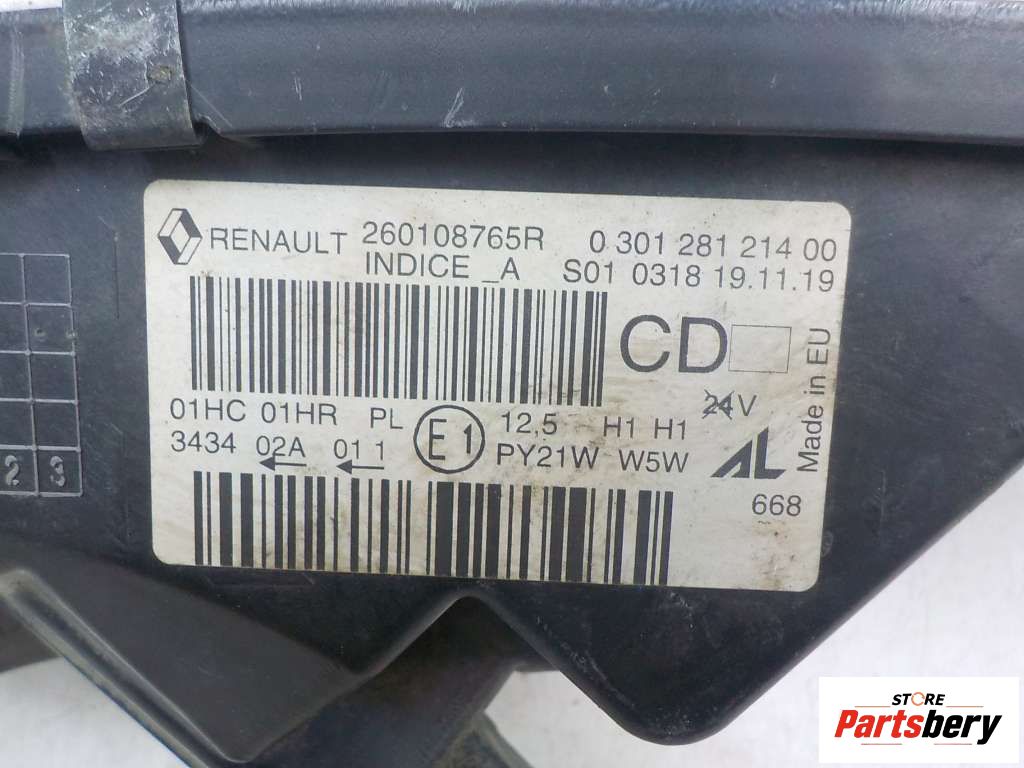 RENAULT 260108765R 0 301 281 214 00
INDICE _A S01 0318 19.11.19
CD
Made in EU
01HC 01HR PL E1 12,5 H1 H1 24V
3434 02A 01 1 PY21W W5W AL
668
2 3
STORE
Partsbery